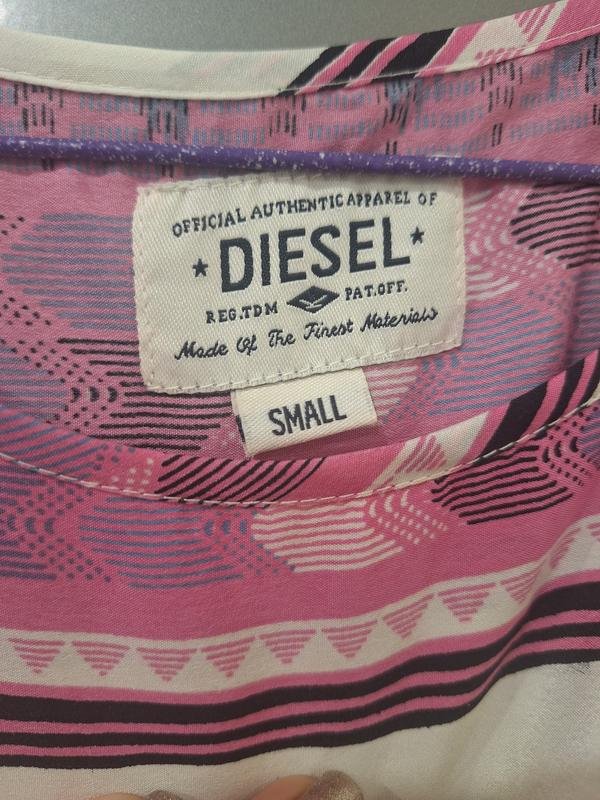 OFFICIAL AUTHENTIC APPAREL OF
★ DIESEL ★
REG.TDM PAT.OFF.
Made Of The Finest Materials
SMALL